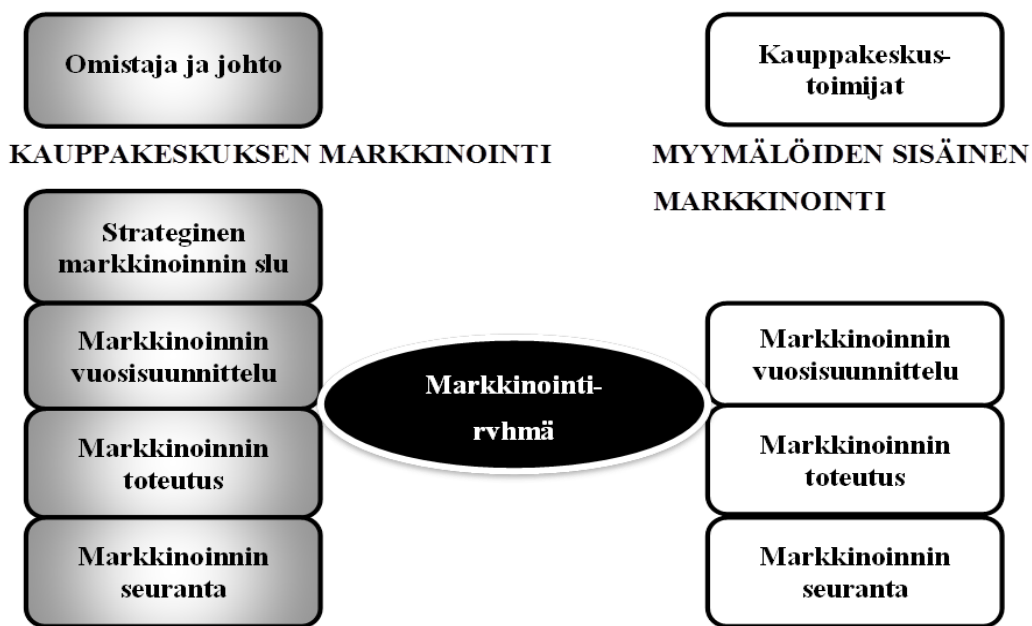 Omistaja ja johto
Kauppakeskus-
toimijat
KAUPPAKESKUKSEN MARKKINOINTI
MYYMÄLÖIDEN SISÄINEN
MARKKINOINTI
Strateginen
markkinoinnin slu
Markkinoinnin
vuosisuunnittelu
Markkinoinnin
toteutus
Markkinoinnin
seuranta
Markkinointi-
rvhmä
Markkinoinnin
vuosisuunnittelu
Markkinoinnin
toteutus
Markkinoinnin
seuranta